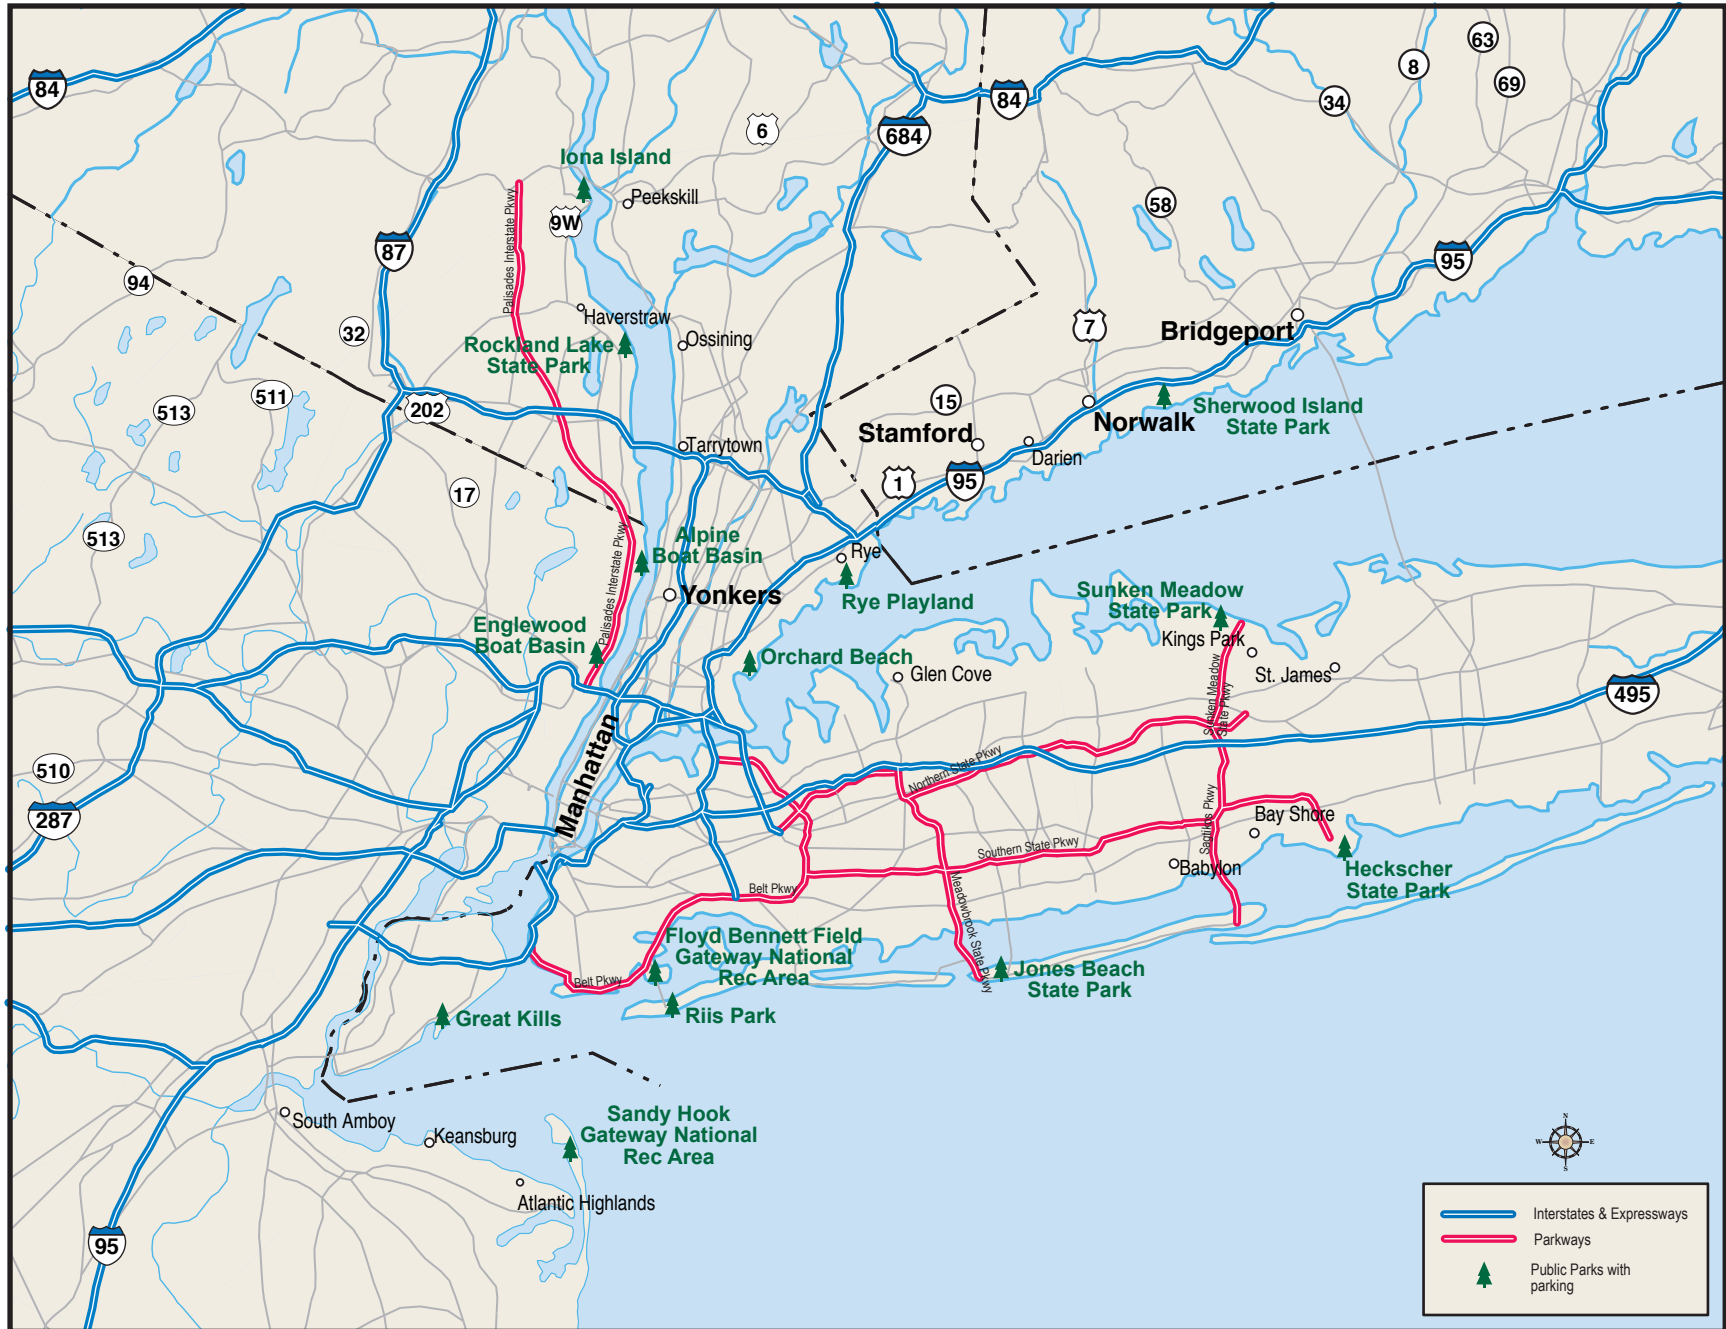 84
684
84
63
8
69
34
6
Iona Island
Peekskill
9W
58
87
94
Palisades Interstate Pkwy
95
32
Haverstraw
Rockland Lake
State Park
Ossining
7
Bridgeport
511
513
202
15
Sherwood Island
State Park
Norwalk
Stamford
Darien
Tarrytown
17
1
95
513
Alpine
Boat Basin
Palisades Interstate Pkwy
Rye
Rye Playland
Yonkers
Sunken Meadow
State Park
Kings Park
Englewood
Boat Basin
Orchard Beach
Glen Cove
St. James
495
Sunken Meadow
State Pkwy
Manhattan
Northern State Pkwy
510
287
Sagtikos Pkwy
Bay Shore
Southern State Pkwy
Babylon
Heckscher
State Park
Belt Pkwy
Meadowbrook State Pkwy
Floyd Bennett Field
Gateway National
Rec Area
Jones Beach
State Park
Belt Pkwy
Great Kills
Riis Park
South Amboy
Keansburg
Sandy Hook
Gateway National
Rec Area
Atlantic Highlands
95
N
W
E
S
Interstates & Expressways
Parkways
Public Parks with
parking